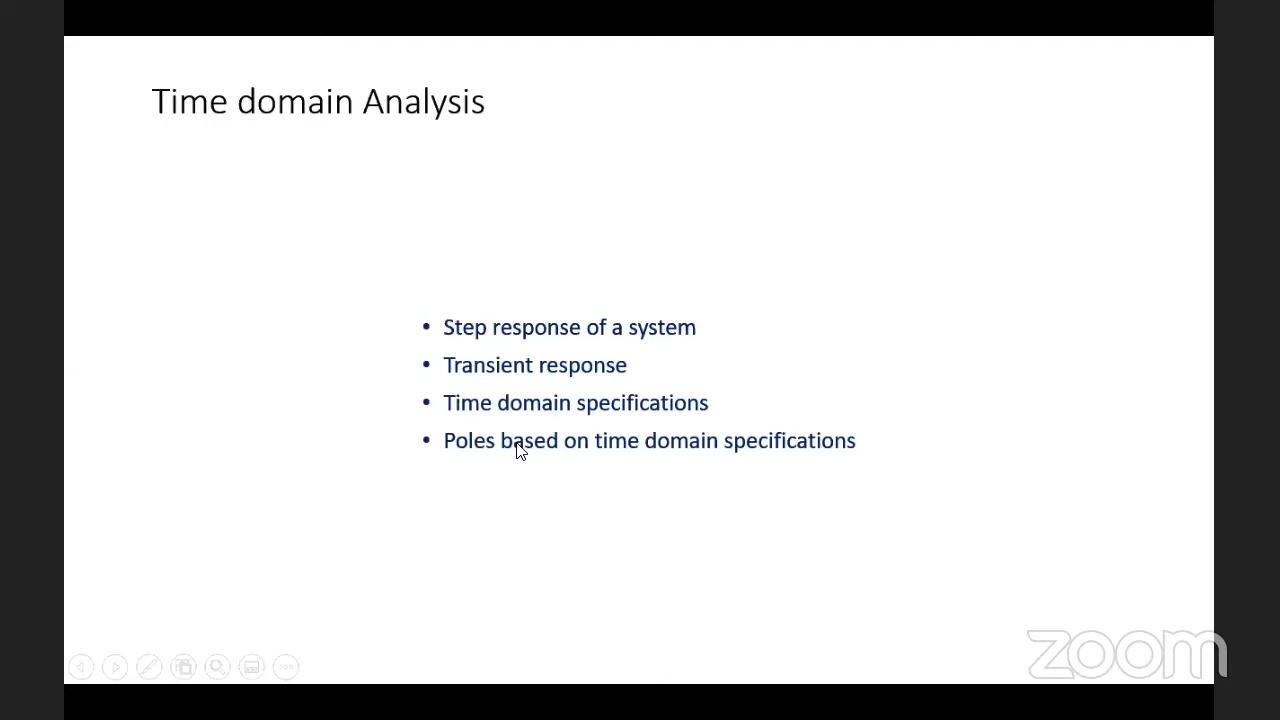 Time domain Analysis
• Step response of a system
• Transient response
• Time domain specifications
• Poles based on time domain specifications
zoom